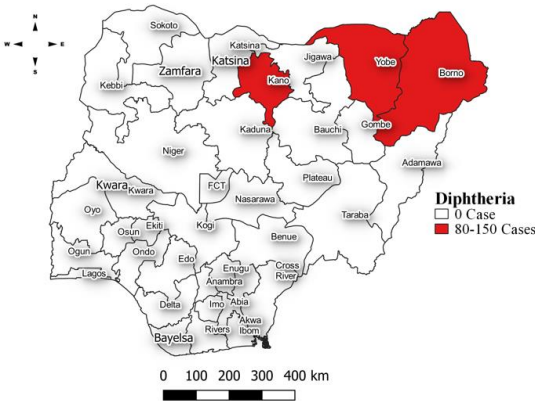 N
W E
S
Sokoto
Katsina
Katsina
Zamfara
Kebbi
Kano
Jigawa
Yobe
Borno
Kaduna
Bauchi
Gombe
Adamawa
Niger
Plateau
FCT
Nasarawa
Kwara
Kwara
Taraba
Oyo
Ekiti
Osun
Kogi
Benue
Ogun
Ondo
Edo
Lagos
Enugu
Anambra
Cross
River
Delta
Imo
Abia
Bayelsa
Rivers
Akwa
Ibom
Diphtheria
0 Case
80-150 Cases
0 100 200 300 400 km